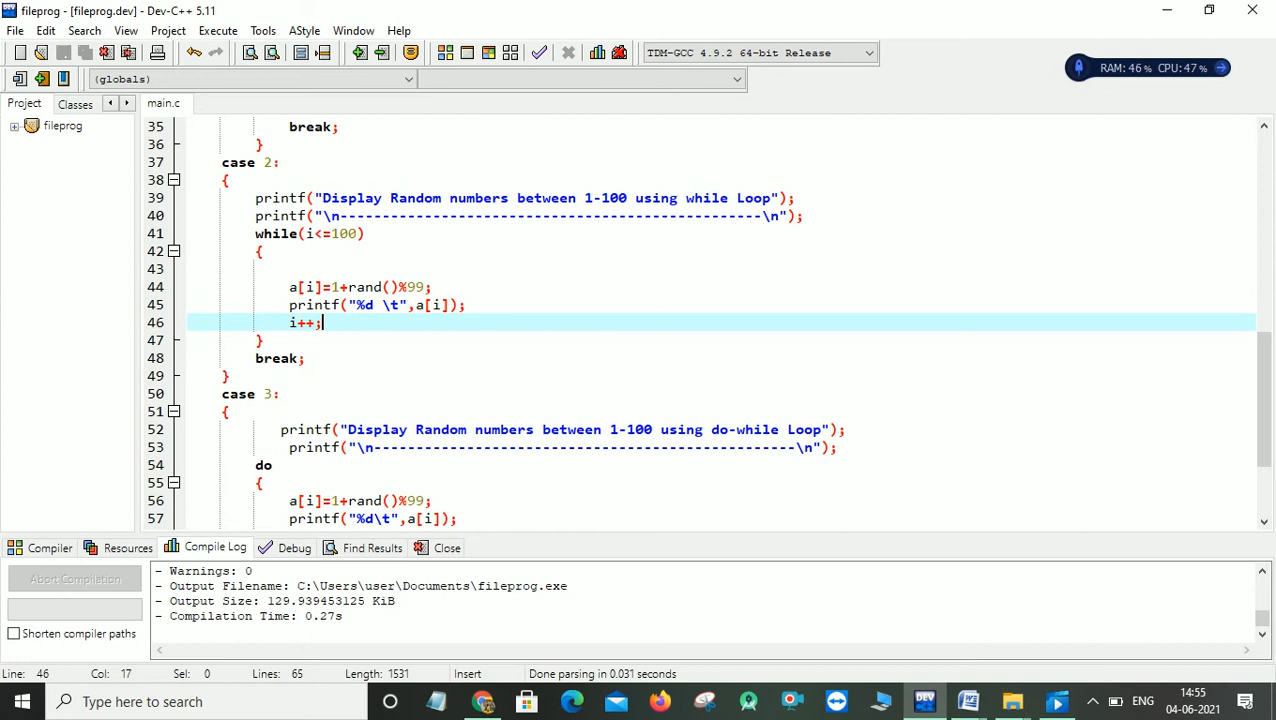 fileprog - [fileprog.dev] - Dev-C++ 5.11
File Edit Search View Project Execute Tools AStyle Window Help
TDM-GCC 4.9.2 64-bit Release
RAM: 46 % CPU: 47 %
(globals)
Project Classes main.c
fileprog
35 break;
36 }
37 case 2:
38 {
39 printf("Display Random numbers between 1-100 using while Loop");
40 printf("\n--------------------------------------------------\n");
41 while(i<=100)
42 {
43
44 a[i]=1+rand()%99;
45 printf("%d \t",a[i]);
46 i++;
47 }
48 break;
49 }
50 case 3:
51 {
52 printf("Display Random numbers between 1-100 using do-while Loop");
53 printf("\n--------------------------------------------------\n");
54 do
55 {
56 a[i]=1+rand()%99;
57 printf("%d\t",a[i]);
Compiler Resources Compile Log Debug Find Results Close
Abort Compilation
Shorten compiler paths
- Warnings: 0
- Output Filename: C:\Users\user\Documents\fileprog.exe
- Output Size: 129.939453125 KiB
- Compilation Time: 0.27s
Line: 46 Col: 17 Sel: 0 Lines: 65 Length: 1531 Insert Done parsing in 0.031 seconds
Type here to search
ENG
14:55
04-06-2021